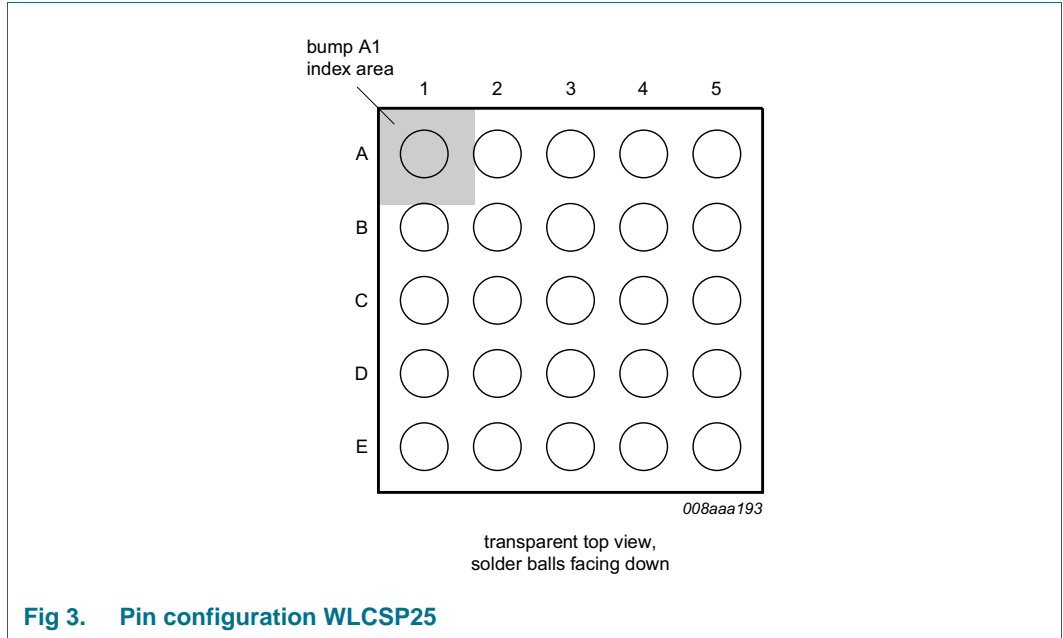 bump A1
index area
1 2 3 4 5
A
B
C
D
E
008aaa193
transparent top view,
solder balls facing down
Fig 3. Pin configuration WLCSP25